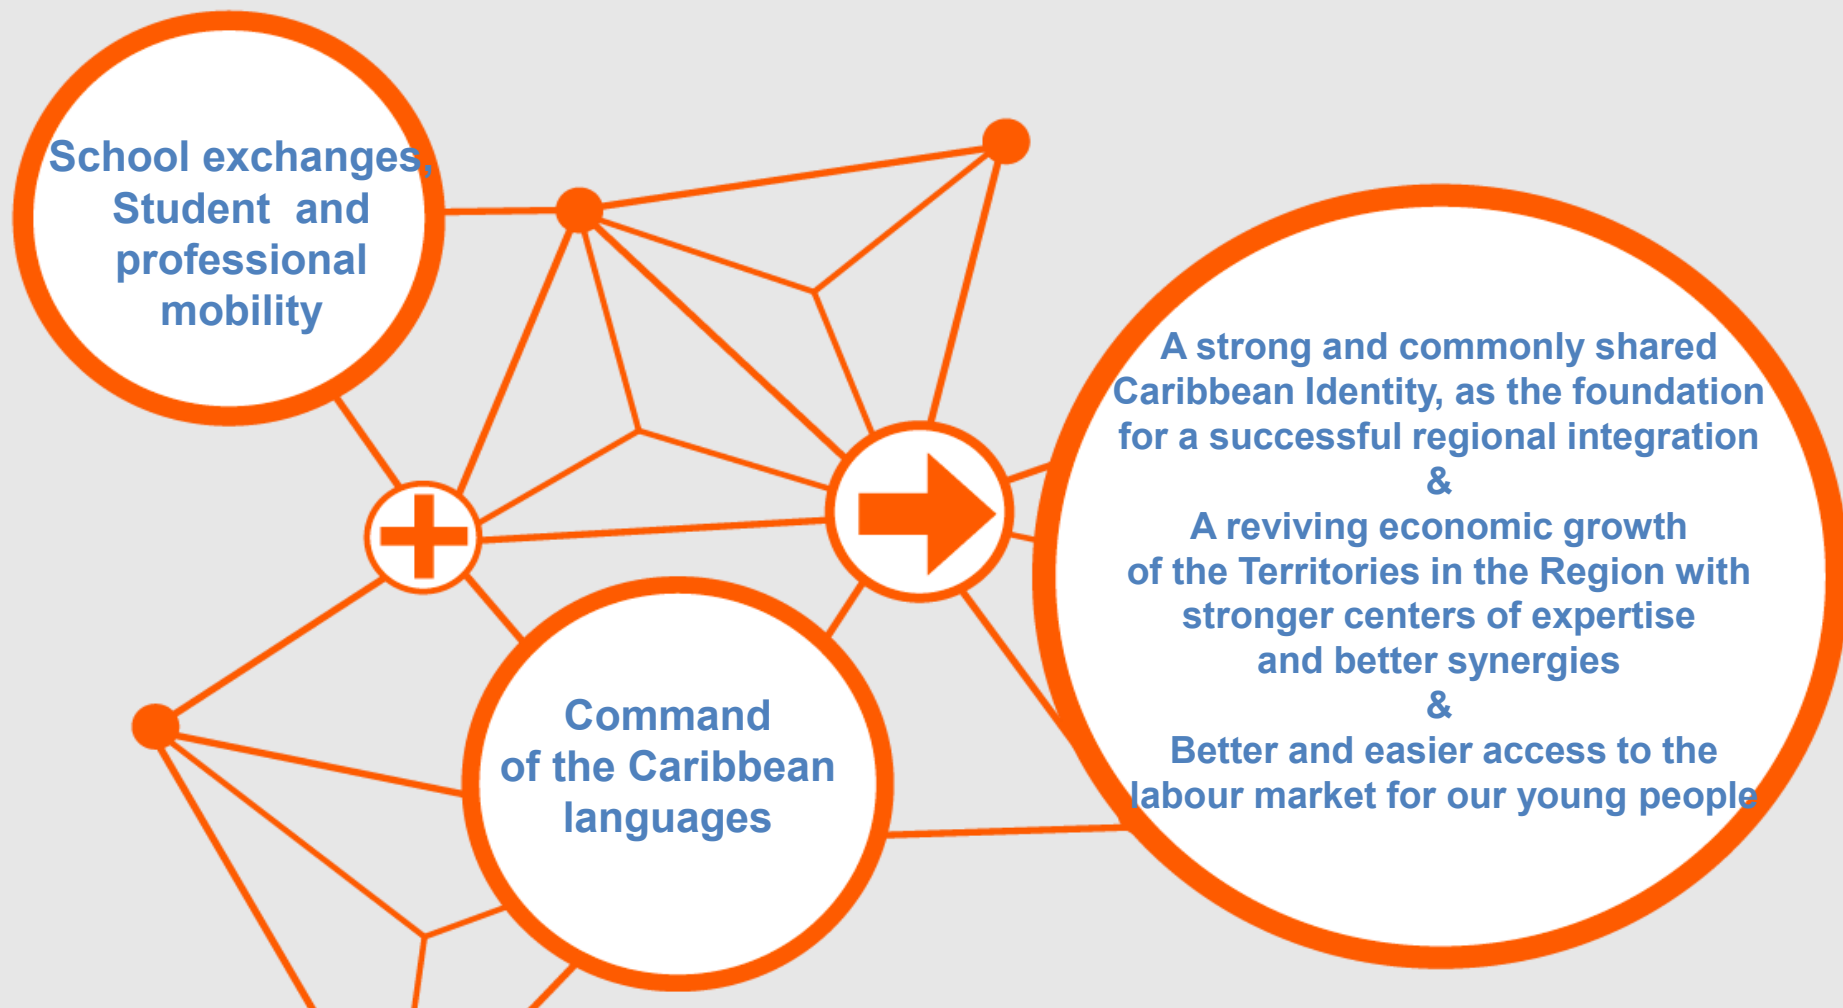 School exchanges,
Student and
professional
mobility
Command
of the Caribbean
languages
A strong and commonly shared
Caribbean Identity, as the foundation
for a successful regional integration
&
A reviving economic growth
of the Territories in the Region with
stronger centers of expertise
and better synergies
&
Better and easier access to the
labour market for our young people